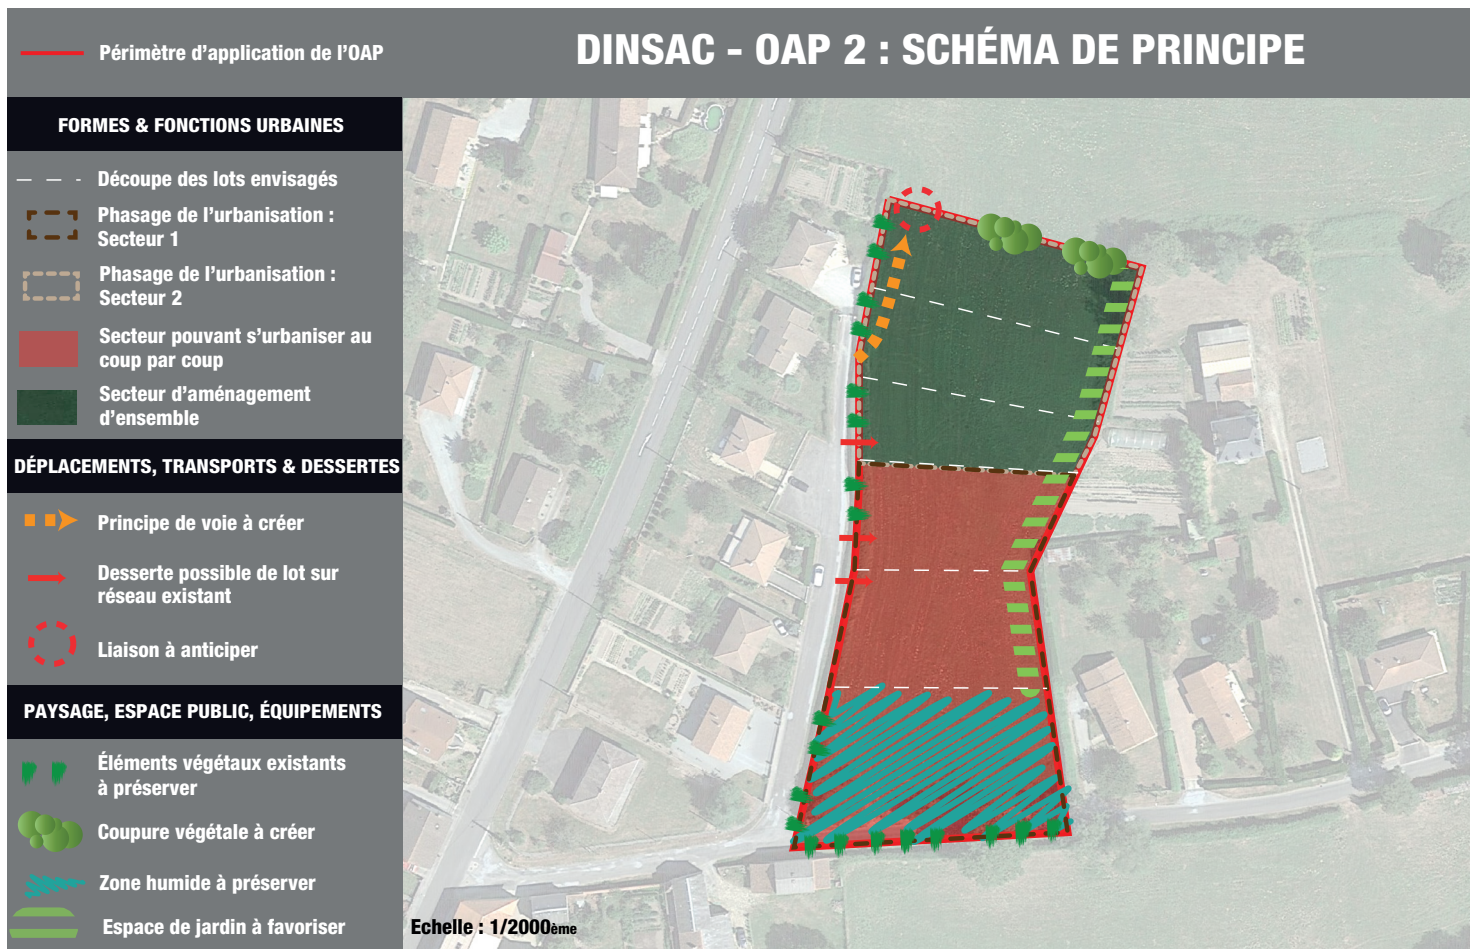 Périmètre d'application de l'OAP
DINSAC - OAP 2 : SCHÉMA DE PRINCIPE
FORMES & FONCTIONS URBAINES
Découpe des lots envisagés
Phasage de l'urbanisation :
Secteur 1
Phasage de l'urbanisation :
Secteur 2
Secteur pouvant s'urbaniser au
coup par coup
Secteur d'aménagement
d'ensemble
DÉPLACEMENTS, TRANSPORTS & DESSERTES
Principe de voie à créer
Desserte possible de lot sur
réseau existant
Liaison à anticiper
PAYSAGE, ESPACE PUBLIC, ÉQUIPEMENTS
Éléments végétaux existants
à préserver
Coupure végétale à créer
Zone humide à préserver
Espace de jardin à favoriser
Echelle : 1/2000ème